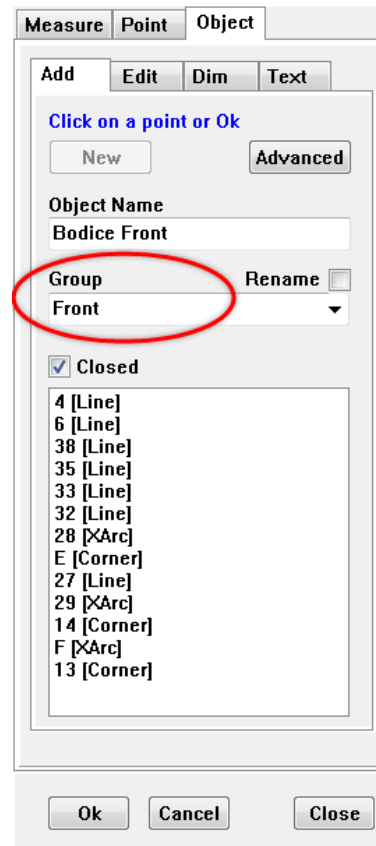 Measure Point Object
Add Edit Dim Text
Click on a point or Ok
New Advanced
Object Name
Bodice Front
Group Rename
Front
Closed
4 [Line]
6 [Line]
38 [Line]
35 [Line]
33 [Line]
32 [Line]
28 [XArc]
E [Corner]
27 [Line]
29 [XArc]
14 [Corner]
F [XArc]
13 [Corner]
Ok Cancel Close